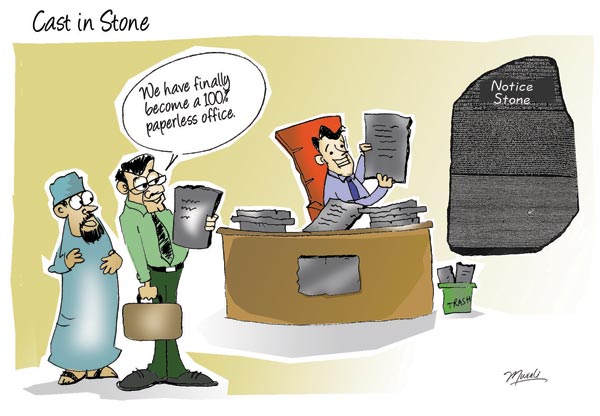 Cast in Stone
We have finally
become a 100%
paperless office.
Notice
Stone
TRASH